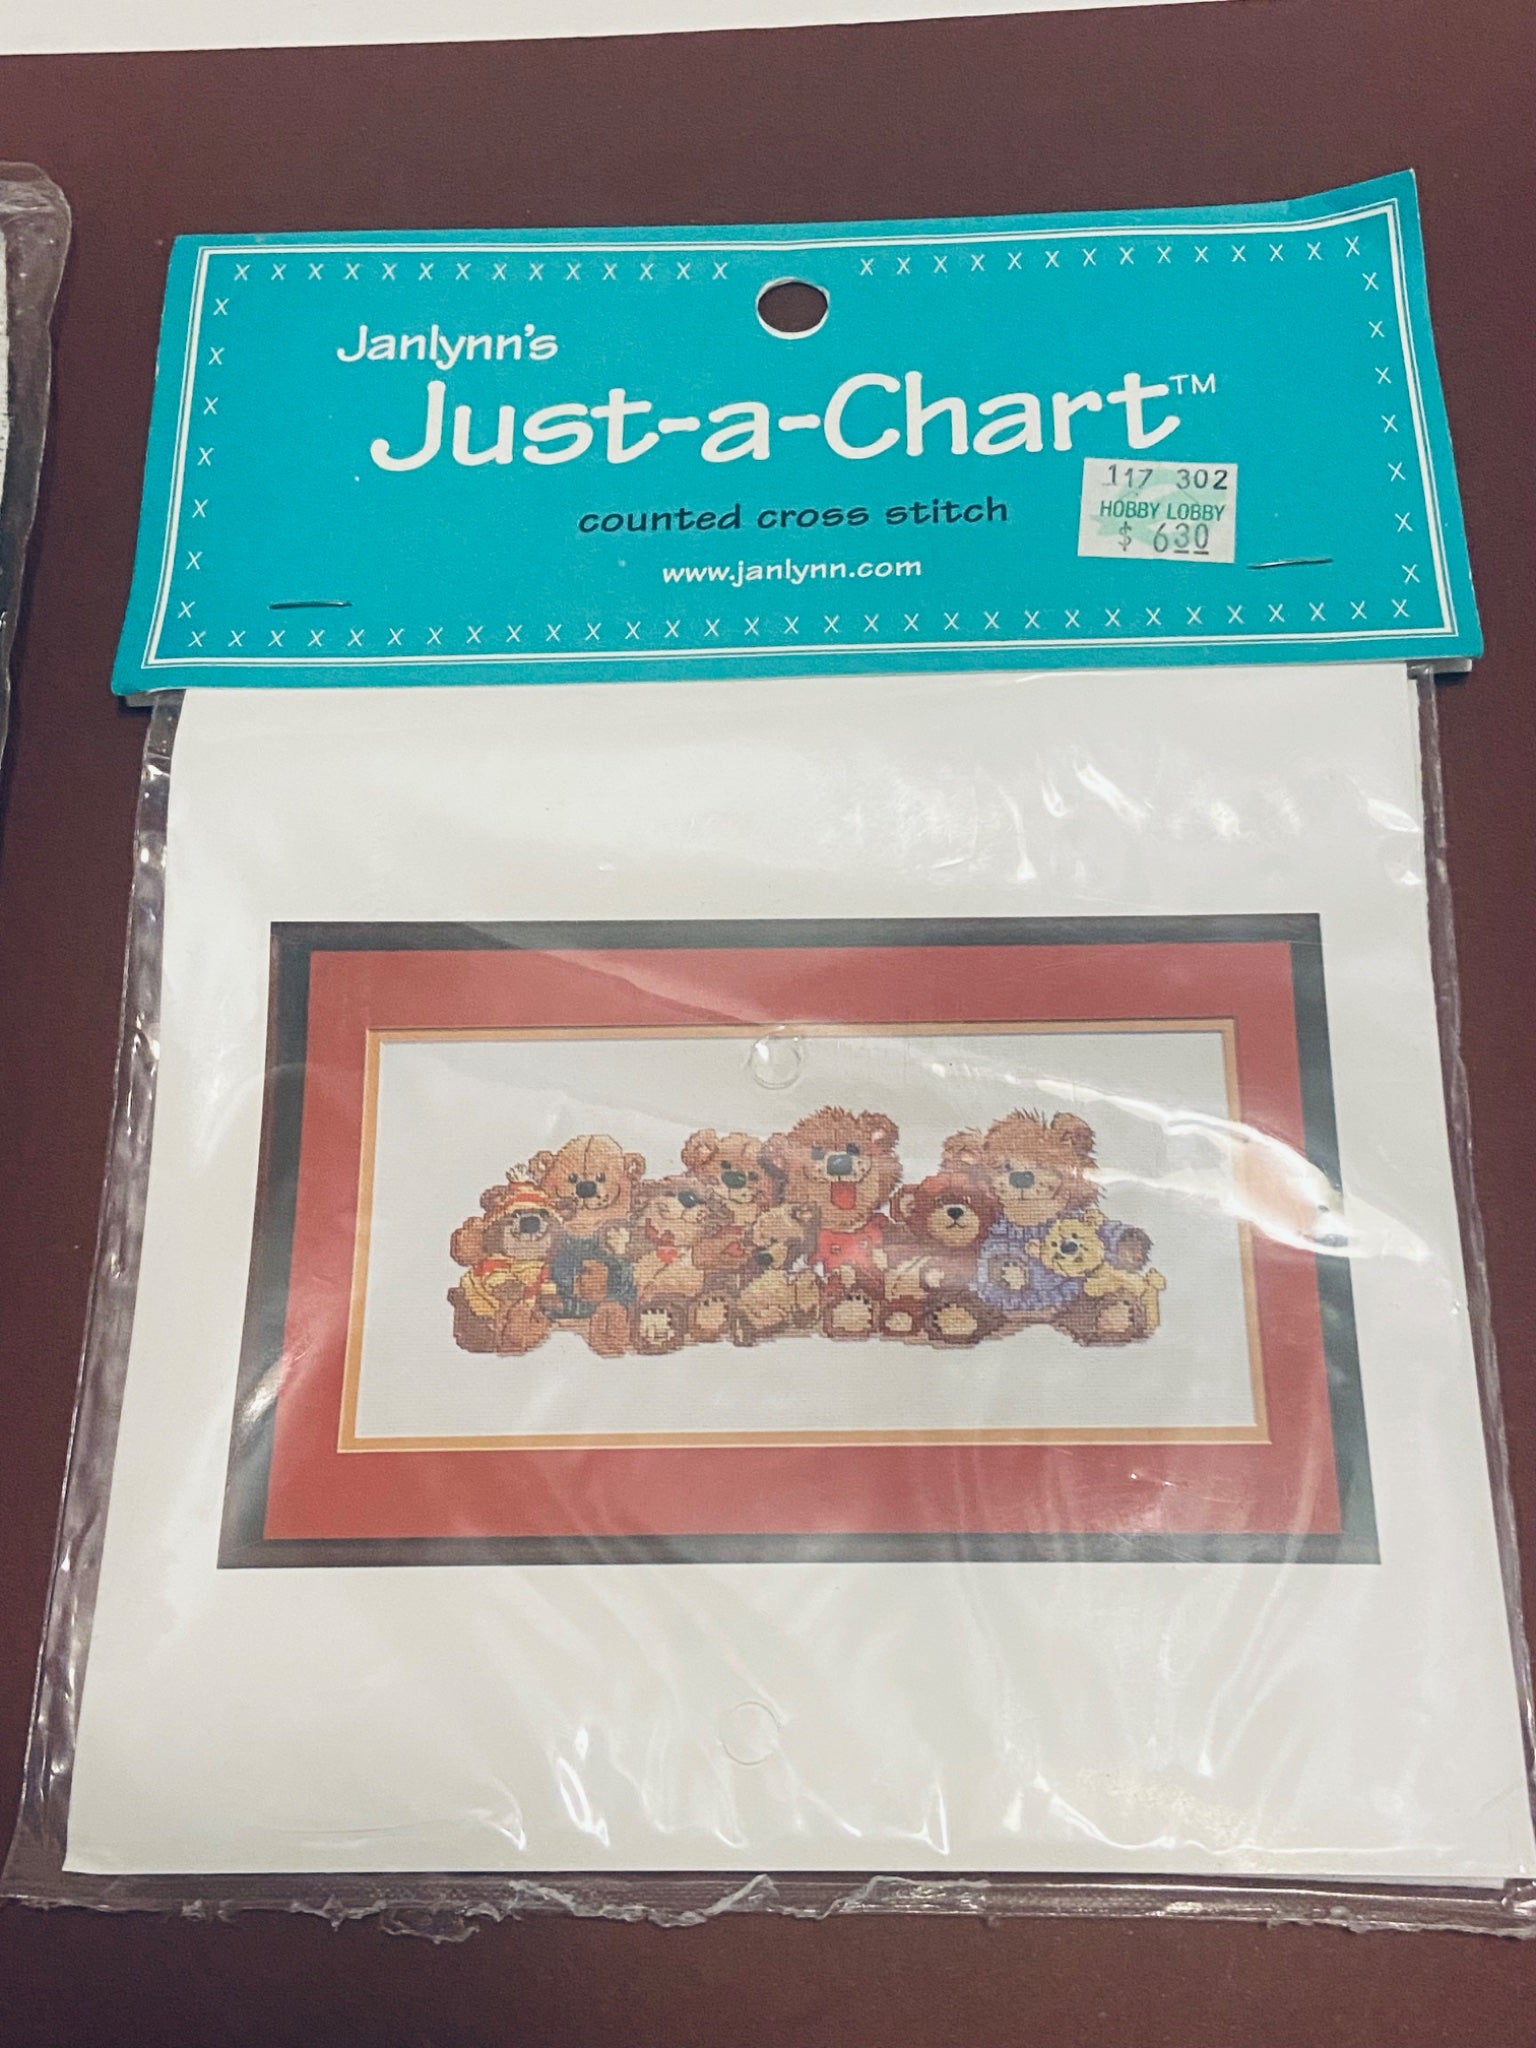 Janlynn's
Just-a-Chart™
counted cross stitch
www.janlynn.com
117 302
HOBBY LOBBY
$ 630